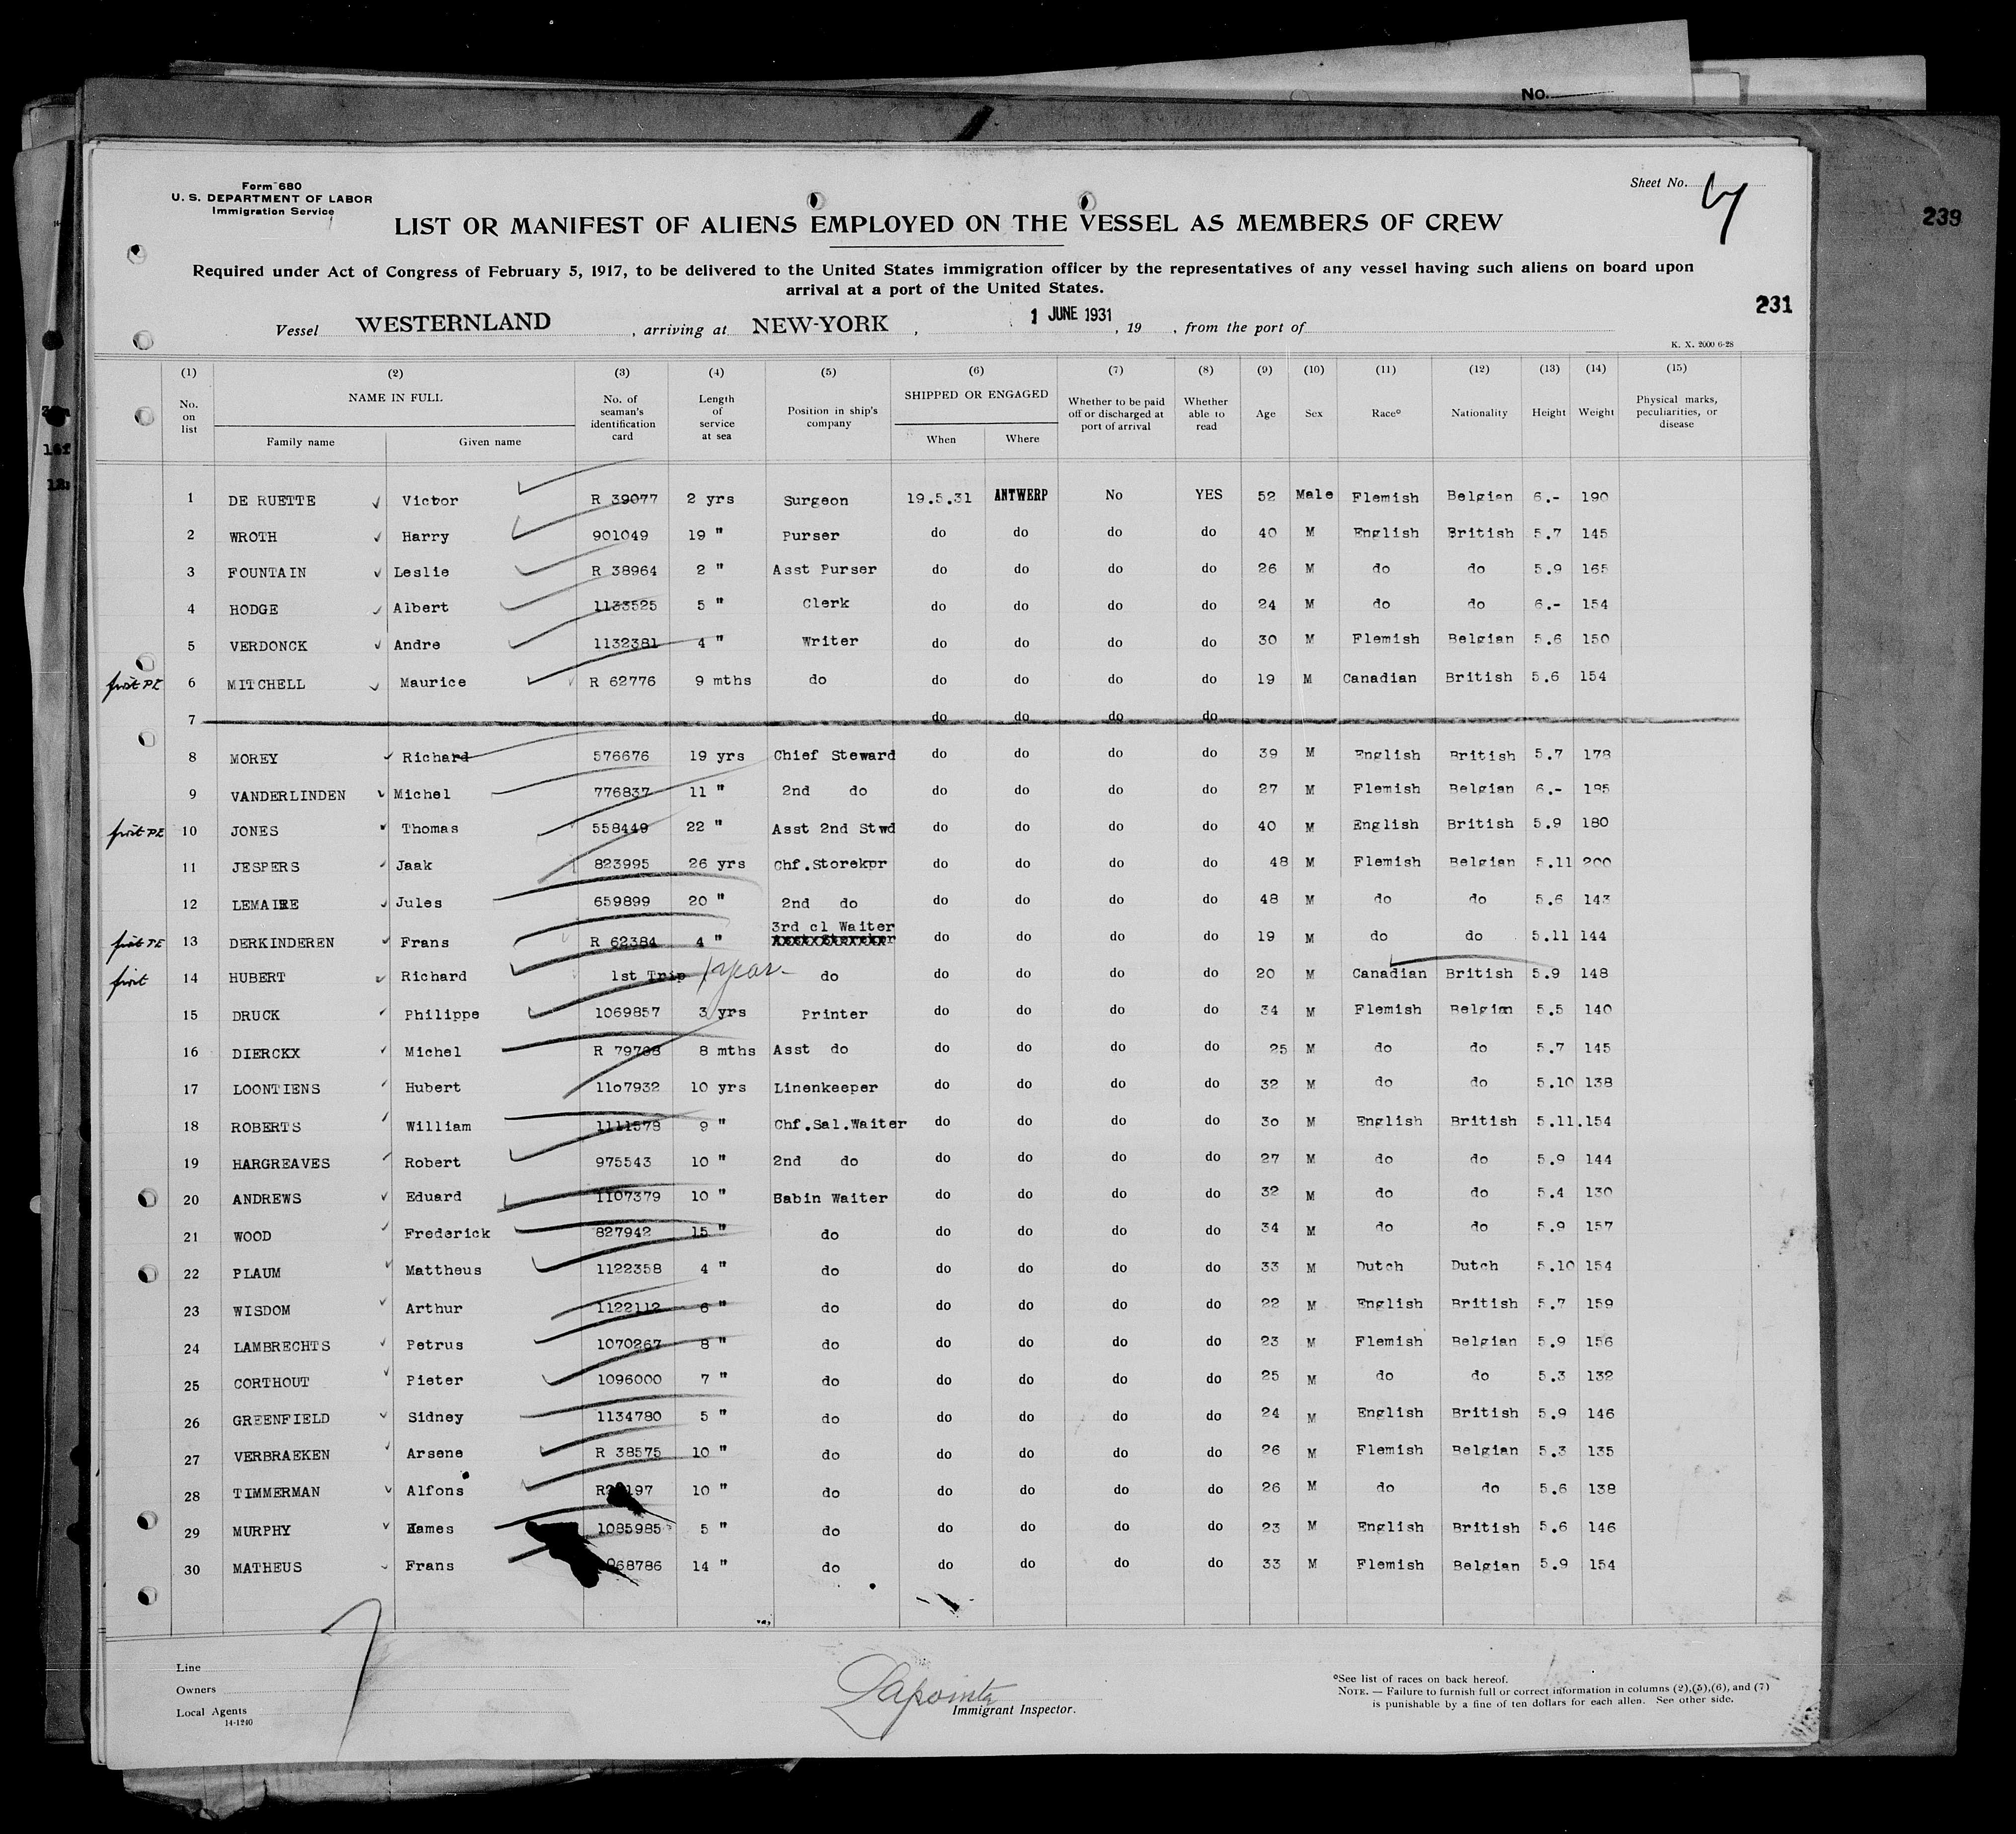 No.
Form 680
U. S. DEPARTMENT OF LABOR
Immigration Service
Sheet No.
239
LIST OR MANIFEST OF ALIENS EMPLOYED ON THE VESSEL AS MEMBERS OF CREW
Required under Act of Congress of February 5, 1917, to be delivered to the United States immigration officer by the representatives of any vessel having such aliens on board upon
arrival at a port of the United States.
231
Vessel WESTERNLAND , arriving at NEW-YORK , 1 JUNE 1931 , 19 , from the port of
K. X. 2000 6-28
(1) (2) (3) (4) (5) (6) (7) (8) (9) (10) (11) (12) (13) (14) (15)
No. on list NAME IN FULL Family name Given name No. of seaman's identification card Length of service at sea Position in ship's company SHIPPED OR ENGAGED When Where Whether to be paid off or discharged at port of arrival Whether able to read Age Sex Race° Nationality Height Weight Physical marks, peculiarities, or disease
1 DE RUETTE Victor R 39077 2 yrs Surgeon 19.5.31 ANTWERP No YES 52 Male Flemish Belgian 6.- 190
2 WROTH Harry 901049 19 " Purser do do do do 40 M English British 5.7 145
3 FOUNTAIN Leslie R 38964 2 " Asst Purser do do do do 26 M do do 5.9 165
4 HODGE Albert 1133525 5 " Clerk do do do do 24 M do do 6.- 154
5 VERDONCK Andre 1132381 4 " Writer do do do do 30 M Flemish Belgian 5.6 150
first PE 6 MITCHELL Maurice R 62776 9 mths do do do do do 19 M Canadian British 5.6 154
7 do do do do
8 MOREY Richard 576676 19 yrs Chief Steward do do do do 39 M English British 5.7 178
9 VANDERLINDEN Michel 776837 11 " 2nd do do do do do 27 M Flemish Belgian 6.- 195
first PE 10 JONES Thomas 558449 22 " Asst 2nd Stwd do do do do 40 M English British 5.9 180
11 JESPERS Jaak 823995 26 yrs Chf.Storekpr do do do do 48 M Flemish Belgian 5.11 200
12 LEMAIRE Jules 659899 20 " 2nd do do do do do 48 M do do 5.6 143
first PE 13 DERKINDEREN Frans R 62384 4 " 3rd cl Waiter do do do do 19 M do do 5.11 144
first 14 HUBERT Richard 1st Trip 1 year do do do do do 20 M Canadian British 5.9 148
15 DRUCK Philippe 1069857 3 yrs Printer do do do do 34 M Flemish Belgian 5.5 140
16 DIERCKX Michel R 79788 8 mths Asst do do do do do 25 M do do 5.7 145
17 LOONTIENS Hubert 11o7932 10 yrs Linenkeeper do do do do 32 M do do 5.10 138
18 ROBERTS William 1111578 9 " Chf.Sal.Waiter do do do do 30 M English British 5.11. 154
19 HARGREAVES Robert 975543 10 " 2nd do do do do do 27 M do do 5.9 144
20 ANDREWS Eduard 1107379 10 " Babin Waiter do do do do 32 M do do 5.4 130
21 WOOD Frederick 827942 15 " do do do do do 34 M do do 5.9 157
22 PLAUM Mattheus 1122358 4 " do do do do do 33 M Dutch Dutch 5.10 154
23 WISDOM Arthur 1122112 6 " do do do do do 22 M English British 5.7 159
24 LAMBRECHTS Petrus 1070267 8 " do do do do do 23 M Flemish Belgian 5.9 156
25 CORTHOUT Pieter 1096000 7 " do do do do do 25 M do do 5.3 132
26 GREENFIELD Sidney 1134780 5 " do do do do do 24 M English British 5.9 146
27 VERBRAEKEN Arsene R 38575 10 " do do do do do 26 M Flemish Belgian 5.3 135
28 TIMMERMAN Alfons 10 " do do do do do 26 M do do 5.6 138
29 MURPHY James 1085985 5 " do do do do do 23 M English British 5.6 146
30 MATHEUS Frans 068786 14 " do do do do do 33 M Flemish Belgian 5.9 154
Line
Owners
Local Agents
14-1240
Lapointe
Immigrant Inspector.
°See list of races on back hereof.
NOTE. — Failure to furnish full or correct information in columns (2),(5),(6), and (7)
is punishable by a fine of ten dollars for each alien. See other side.